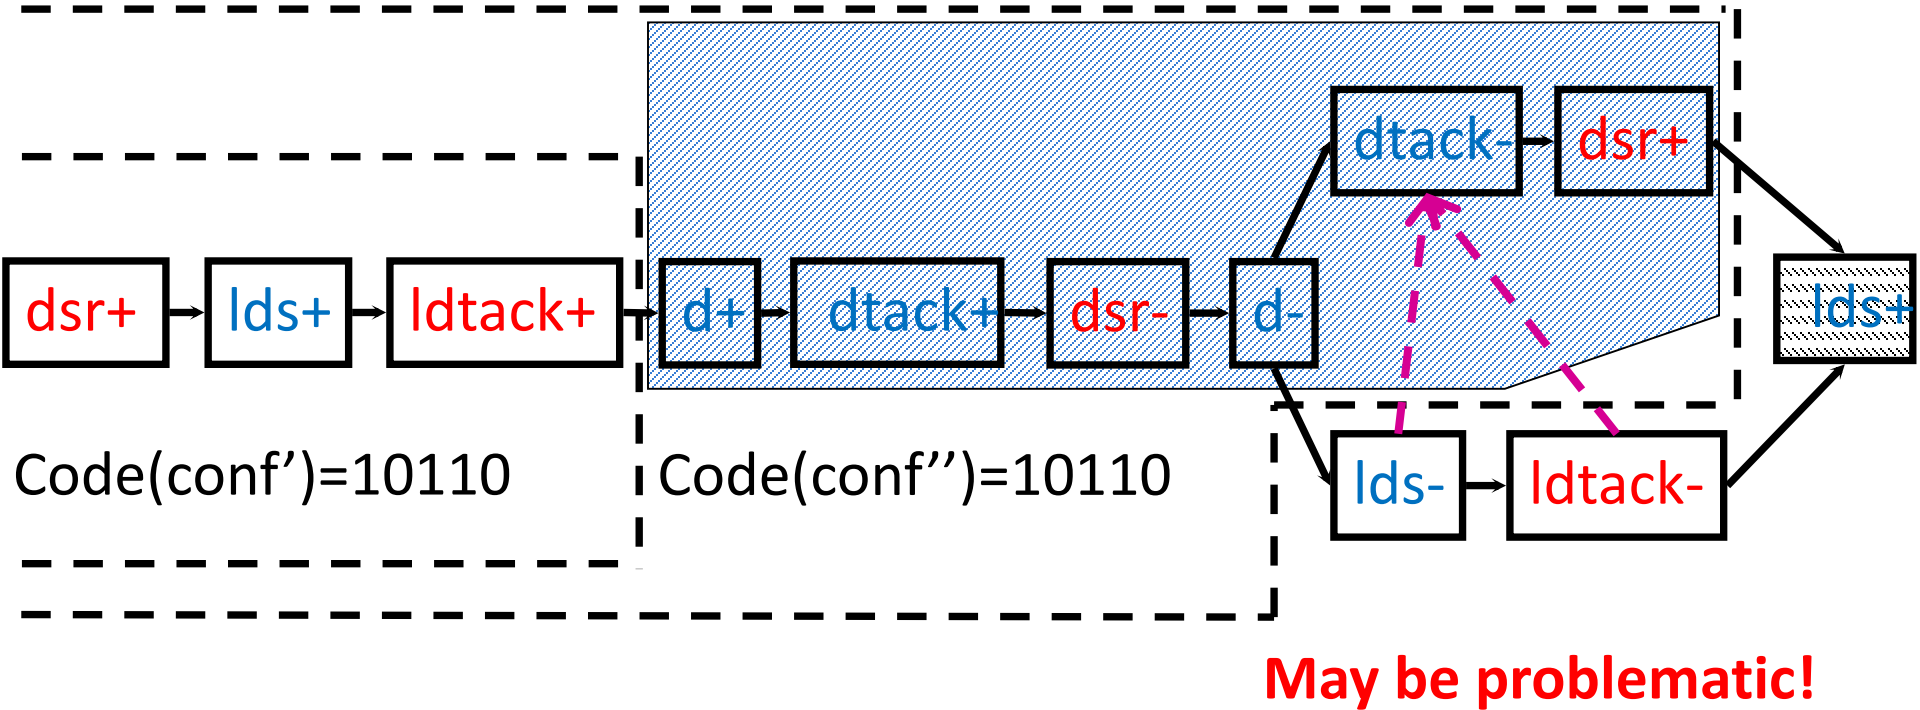 dtack- dsr+
dsr+ lds+ ldtack+ d+ dtack+ dsr- d- lds+
Code(conf’)=10110 Code(conf’’)=10110 lds- ldtack-
May be problematic!